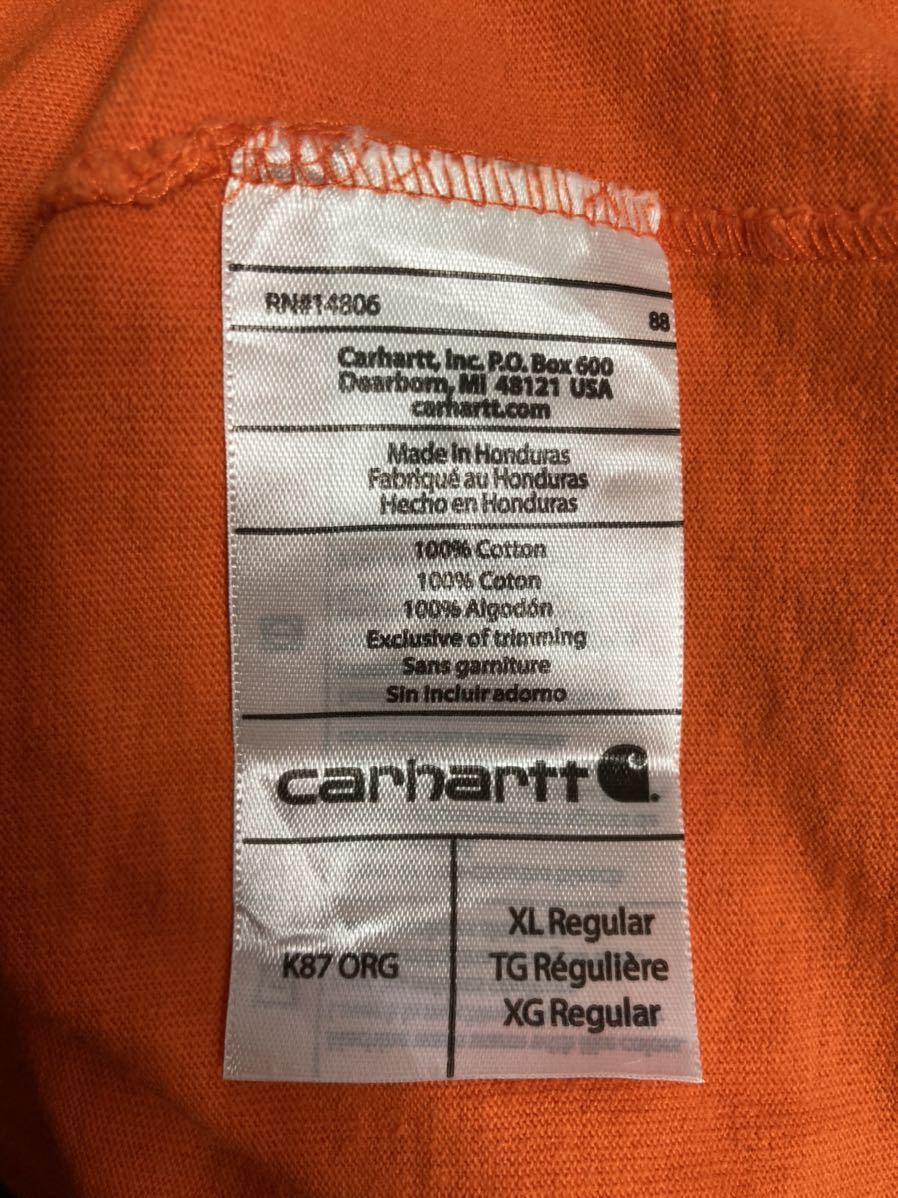 RN#14806
88
Carhartt, Inc. P.O. Box 600
Dearborn, MI 48121 USA
carhartt.com
Made in Honduras
Fabriqué au Honduras
Hecho en Honduras
100% Cotton
100% Coton
100% Algodón
Exclusive of trimming
Sans garniture
Sin incluir adorno
carhartt
K87 ORG
XL Regular
TG Régulière
XG Regular